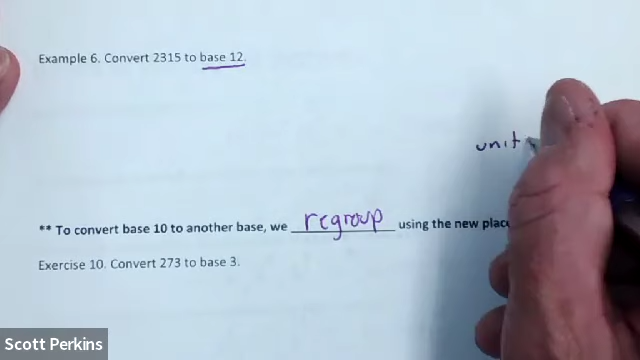 Example 6. Convert 2315 to base 12.
unit
** To convert base 10 to another base, we regroup using the new plac
Exercise 10. Convert 273 to base 3.
Scott Perkins